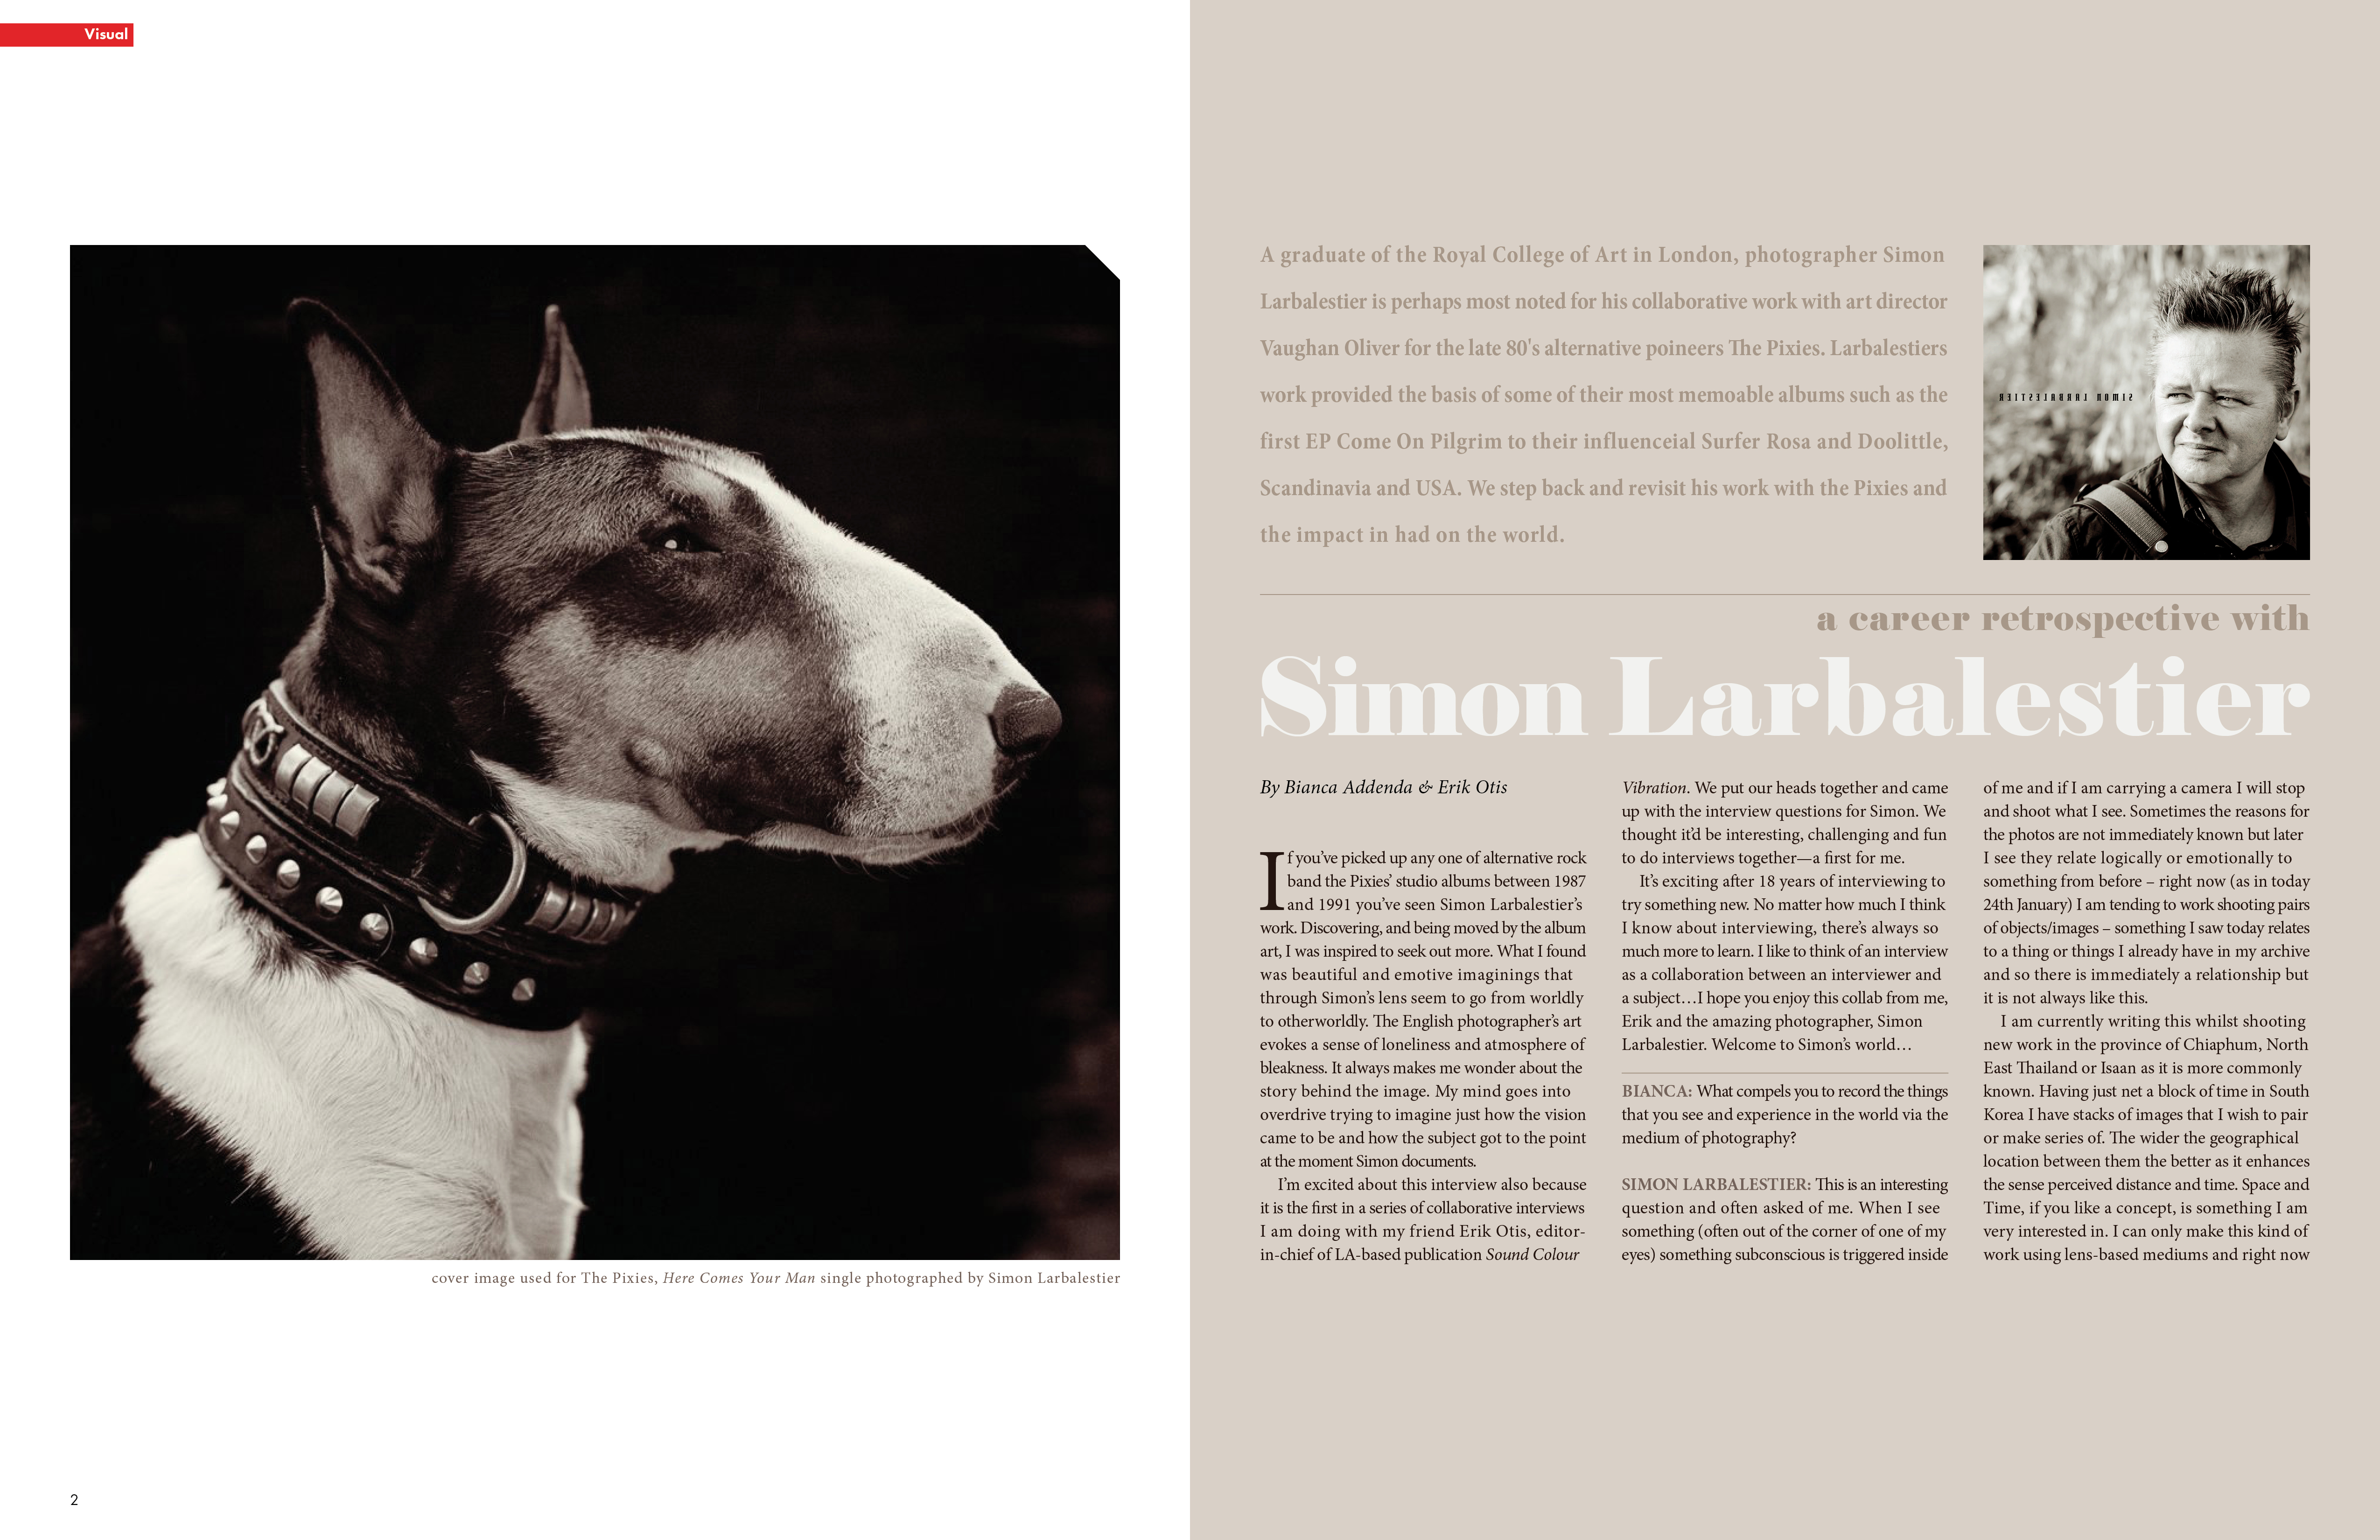 Visual
cover image used for The Pixies, Here Comes Your Man single photographed by Simon Larbalestier
2
A graduate of the Royal College of Art in London, photographer Simon
Larbalestier is perhaps most noted for his collaborative work with art director
Vaughan Oliver for the late 80's alternative poineers The Pixies. Larbalestiers
work provided the basis of some of their most memoable albums such as the
first EP Come On Pilgrim to their influenceial Surfer Rosa and Doolittle,
Scandinavia and USA. We step back and revisit his work with the Pixies and
the impact in had on the world.
SIMON LARBALESTIER
a career retrospective with
Simon Larbalestier
By Bianca Addenda & Erik Otis
If you’ve picked up any one of alternative rock
band the Pixies’ studio albums between 1987
and 1991 you’ve seen Simon Larbalestier’s
work. Discovering, and being moved by the album
art, I was inspired to seek out more. What I found
was beautiful and emotive imaginings that
through Simon’s lens seem to go from worldly
to otherworldly. The English photographer’s art
evokes a sense of loneliness and atmosphere of
bleakness. It always makes me wonder about the
story behind the image. My mind goes into
overdrive trying to imagine just how the vision
came to be and how the subject got to the point
at the moment Simon documents.
I’m excited about this interview also because
it is the first in a series of collaborative interviews
I am doing with my friend Erik Otis, editor-
in-chief of LA-based publication Sound Colour
Vibration. We put our heads together and came
up with the interview questions for Simon. We
thought it’d be interesting, challenging and fun
to do interviews together—a first for me.
It’s exciting after 18 years of interviewing to
try something new. No matter how much I think
I know about interviewing, there’s always so
much more to learn. I like to think of an interview
as a collaboration between an interviewer and
a subject…I hope you enjoy this collab from me,
Erik and the amazing photographer, Simon
Larbalestier. Welcome to Simon’s world…
BIANCA: What compels you to record the things
that you see and experience in the world via the
medium of photography?
SIMON LARBALESTIER: This is an interesting
question and often asked of me. When I see
something (often out of the corner of one of my
eyes) something subconscious is triggered inside
of me and if I am carrying a camera I will stop
and shoot what I see. Sometimes the reasons for
the photos are not immediately known but later
I see they relate logically or emotionally to
something from before – right now (as in today
24th January) I am tending to work shooting pairs
of objects/images – something I saw today relates
to a thing or things I already have in my archive
and so there is immediately a relationship but
it is not always like this.
I am currently writing this whilst shooting
new work in the province of Chiaphum, North
East Thailand or Isaan as it is more commonly
known. Having just net a block of time in South
Korea I have stacks of images that I wish to pair
or make series of. The wider the geographical
location between them the better as it enhances
the sense perceived distance and time. Space and
Time, if you like a concept, is something I am
very interested in. I can only make this kind of
work using lens-based mediums and right now